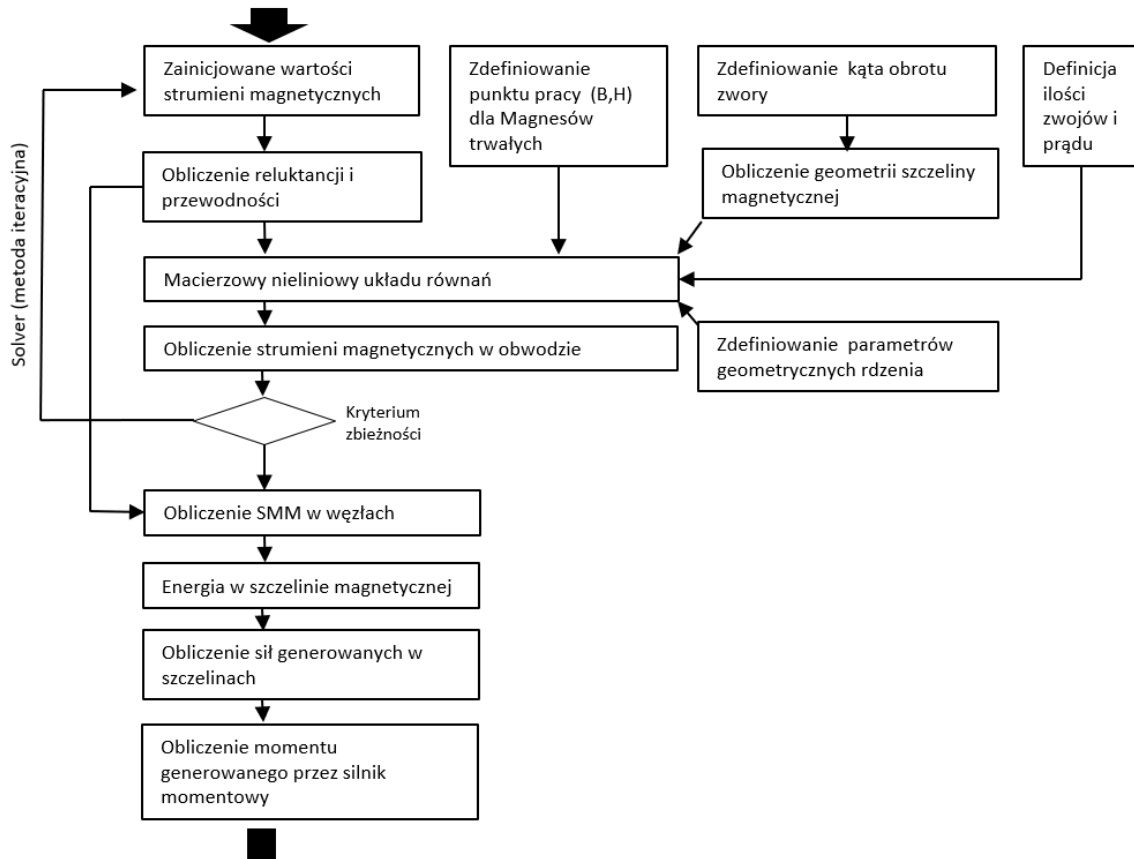 Zainicjowane wartości
strumieni magnetycznych
Zdefiniowanie
punktu pracy (B,H)
dla Magnesów
trwałych
Zdefiniowanie kąta obrotu
zwory
Definicja
ilości
zwojów i
prądu
Obliczenie reluktancji i
przewodności
Obliczenie geometrii szczeliny
magnetycznej
Solver (metoda iteracyjna)
Macierzowy nieliniowy układu równań
Obliczenie strumieni magnetycznych w obwodzie
Zdefiniowanie parametrów
geometrycznych rdzenia
Kryterium
zbieżności
Obliczenie SMM w węzłach
Energia w szczelinie magnetycznej
Obliczenie sił generowanych w
szczelinach
Obliczenie momentu
generowanego przez silnik
momentowy